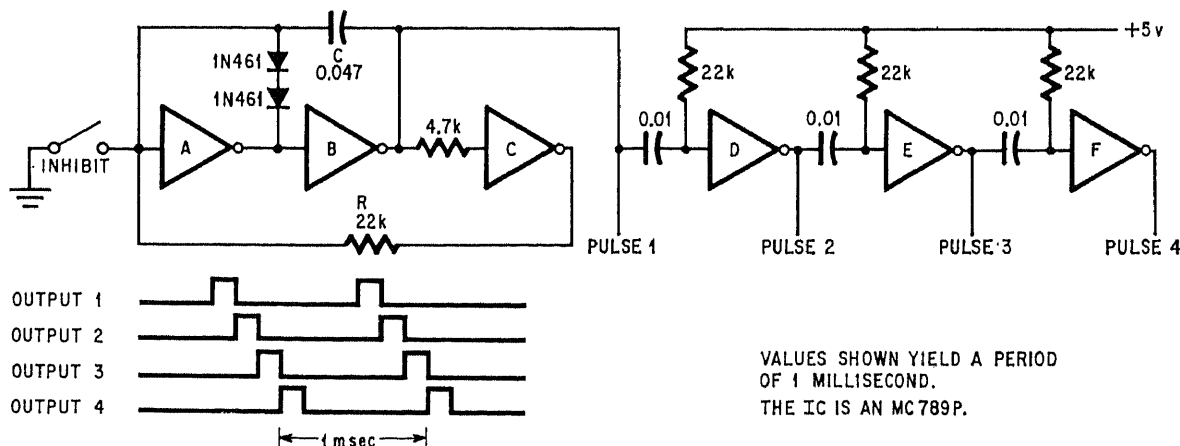 +5v
1N461
C
0.047
22k
22k
22k
1N461
4.7k
0.01
0.01
0.01
A
B
C
D
E
F
INHIBIT
R
22k
PULSE 1
PULSE 2
PULSE 3
PULSE 4
OUTPUT 1
OUTPUT 2
OUTPUT 3
OUTPUT 4
1 msec
VALUES SHOWN YIELD A PERIOD
OF 1 MILLISECOND.
THE IC IS AN MC789P.